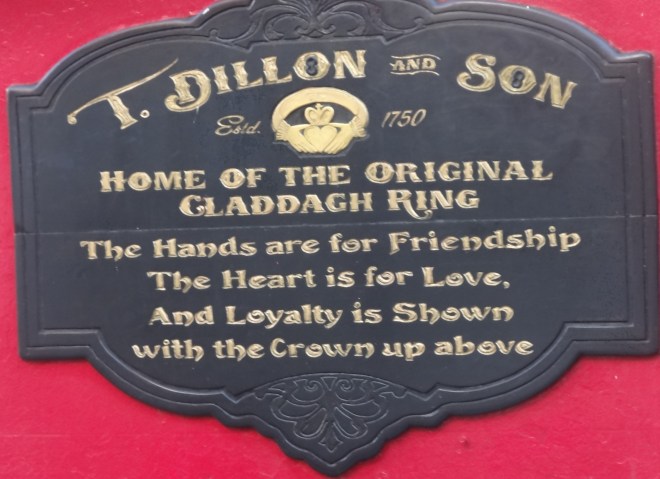 T. DILLON AND SON
Estd. 1750
HOME OF THE ORIGINAL
CLADDAGH RING
The Hands are for Friendship
The Heart is for Love,
And Loyalty is Shown
with the Crown up above